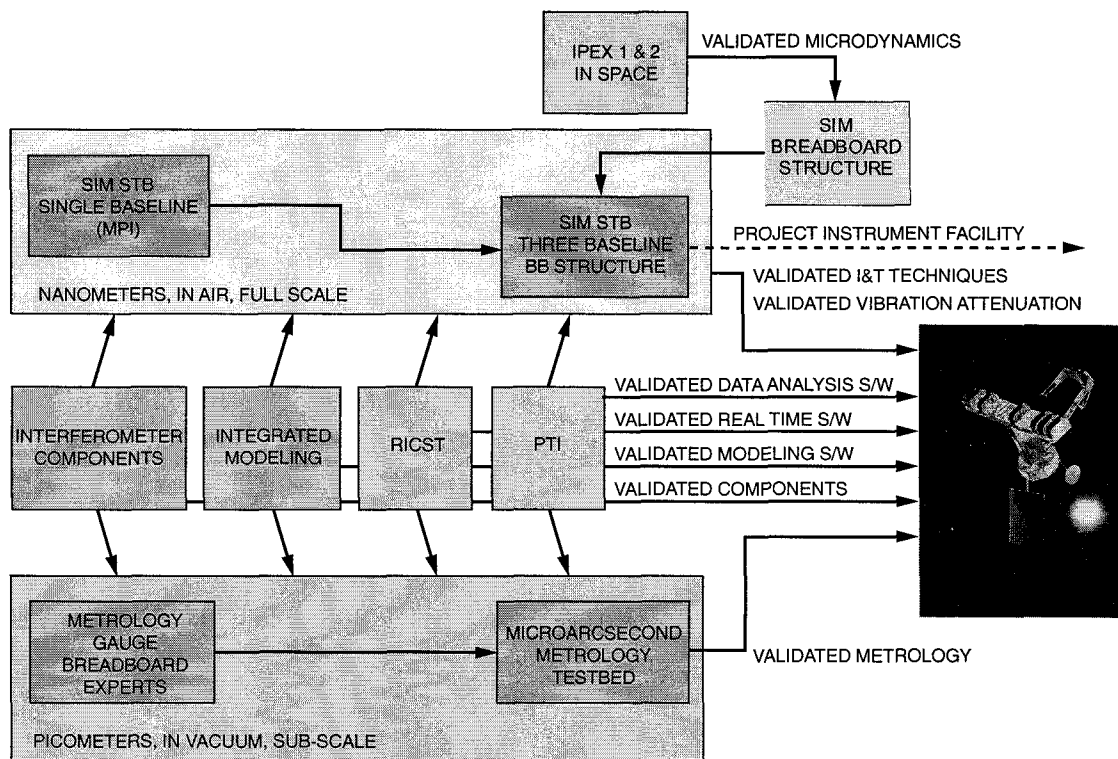 IPEX 1 & 2
IN SPACE
VALIDATED MICRODYNAMICS
SIM
BREADBOARD
STRUCTURE
SIM STB
SINGLE BASELINE
(MPI)
SIM STB
THREE BASELINE
BB STRUCTURE
NANOMETERS, IN AIR, FULL SCALE
PROJECT INSTRUMENT FACILITY
VALIDATED I&T TECHNIQUES
VALIDATED VIBRATION ATTENUATION
INTERFEROMETER
COMPONENTS
INTEGRATED
MODELING
RICST
PTI
VALIDATED DATA ANALYSIS S/W
VALIDATED REAL TIME S/W
VALIDATED MODELING S/W
VALIDATED COMPONENTS
METROLOGY
GAUGE
BREADBOARD
EXPERTS
MICROARCSECOND
METROLOGY
TESTBED
VALIDATED METROLOGY
PICOMETERS, IN VACUUM, SUB-SCALE